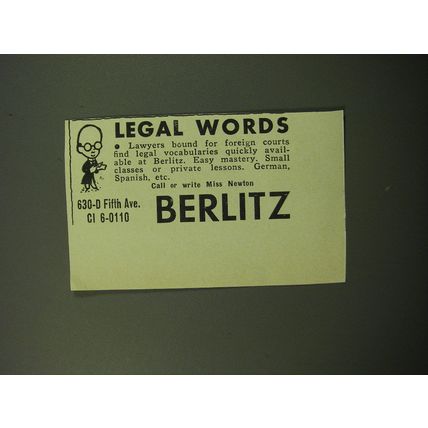 LEGAL WORDS
• Lawyers bound for foreign courts
find legal vocabularies quickly avail-
able at Berlitz. Easy mastery. Small
classes or private lessons. German,
Spanish, etc.
Call or write Miss Newton
630-D Fifth Ave.
CI 6-0110
BERLITZ